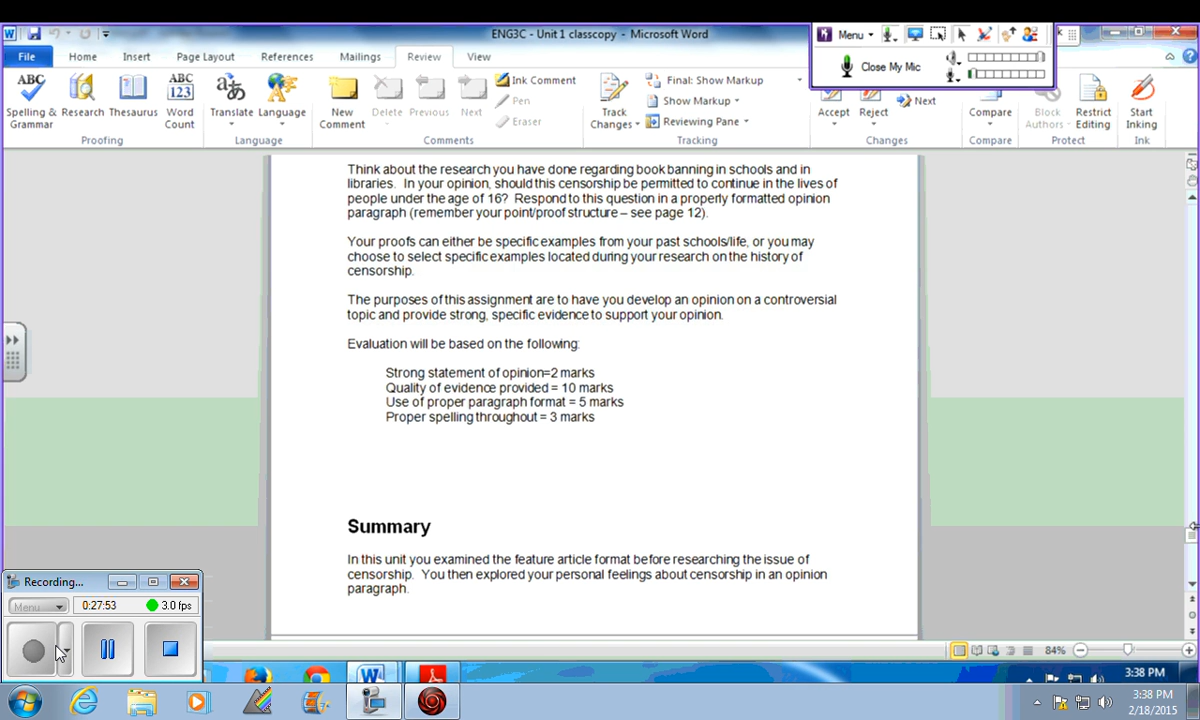 ENG3C - Unit 1 classcopy - Microsoft Word
Menu
Close My Mic
File Home Insert Page Layout References Mailings Review View
Spelling & Grammar
Research
Thesaurus
ABC 123 Word Count
Proofing
Translate
Language
Language
New Comment
Delete
Previous
Next
Ink Comment
Pen
Eraser
Comments
Track Changes
Final: Show Markup
Show Markup
Reviewing Pane
Tracking
Accept
Reject
Next
Changes
Compare
Compare
Block Authors
Restrict Editing
Protect
Start Inking
Ink
Think about the research you have done regarding book banning in schools and in
libraries. In your opinion, should this censorship be permitted to continue in the lives of
people under the age of 16? Respond to this question in a properly formatted opinion
paragraph (remember your point/proof structure – see page 12).
Your proofs can either be specific examples from your past schools/life, or you may
choose to select specific examples located during your research on the history of
censorship.
The purposes of this assignment are to have you develop an opinion on a controversial
topic and provide strong, specific evidence to support your opinion.
Evaluation will be based on the following:
Strong statement of opinion=2 marks
Quality of evidence provided = 10 marks
Use of proper paragraph format = 5 marks
Proper spelling throughout = 3 marks
Summary
In this unit you examined the feature article format before researching the issue of
censorship. You then explored your personal feelings about censorship in an opinion
paragraph.
Recording...
Menu
0:27:53
3.0 fps
84%
3:38 PM
3:38 PM
2/18/2015